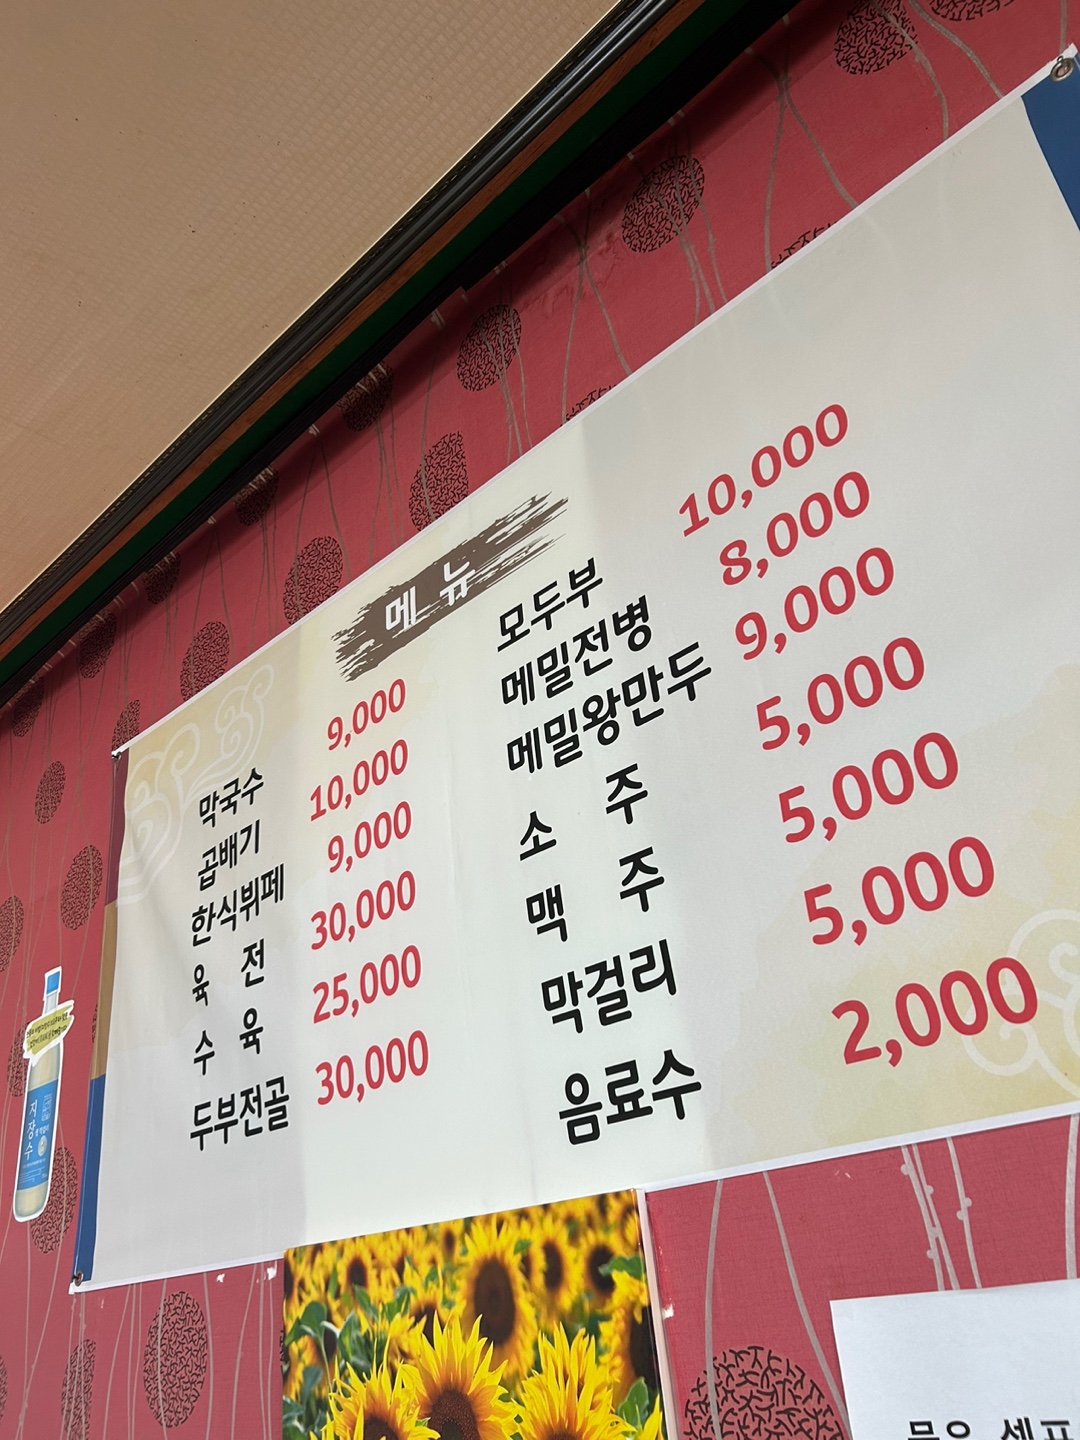 메뉴
막국수 9,000
곱배기 10,000
한식뷔페 9,000
육전 30,000
수육 25,000
두부전골 30,000
모두부 10,000
메밀전병 8,000
메밀왕만두 9,000
소주 5,000
맥주 5,000
막걸리 5,000
음료수 2,000
지장수